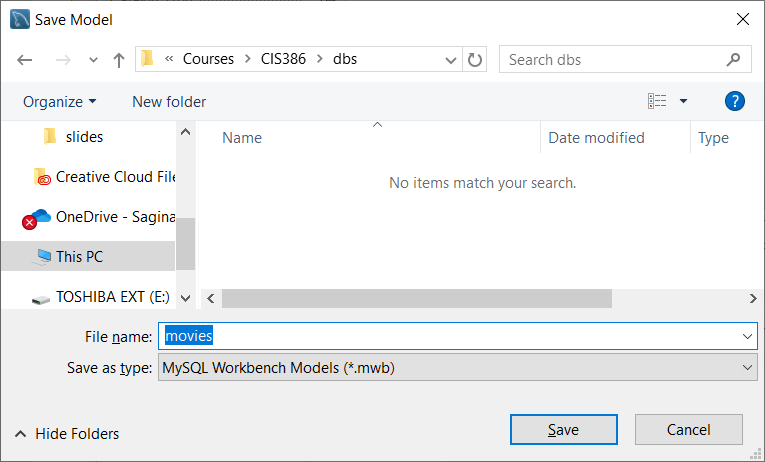 Save Model
« Courses > CIS386 > dbs
Search dbs
Organize
New folder
?
slides
Creative Cloud File
OneDrive - Sagina
This PC
TOSHIBA EXT (E:)
Name
Date modified
Type
No items match your search.
File name: movies
Save as type: MySQL Workbench Models (*.mwb)
Hide Folders
Save
Cancel